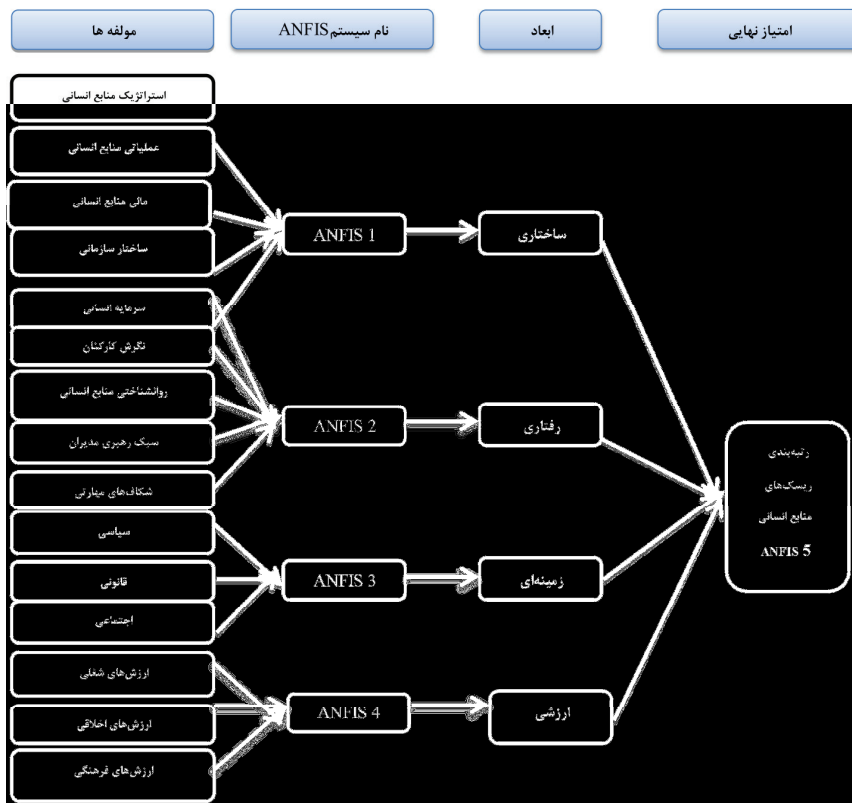 مولفه ها
نام سیستم ANFIS
ابعاد
امتیاز نهایی
استراتژیک منابع انسانی
عملیاتی منابع انسانی
مالی منابع انسانی
ساختار سازمانی
سرمایه انسانی
نگرش کارکنان
روانشناختی منابع انسانی
سبک رهبری مدیران
شکاف‌های مهارتی
سیاسی
قانونی
اجتماعی
ارزش‌های شغلی
ارزش‌های اخلاقی
ارزش‌های فرهنگی
ANFIS 1
ANFIS 2
ANFIS 3
ANFIS 4
ساختاری
رفتاری
زمینه‌ای
ارزشی
رتبه‌بندی
ریسک‌های
منابع انسانی
ANFIS 5